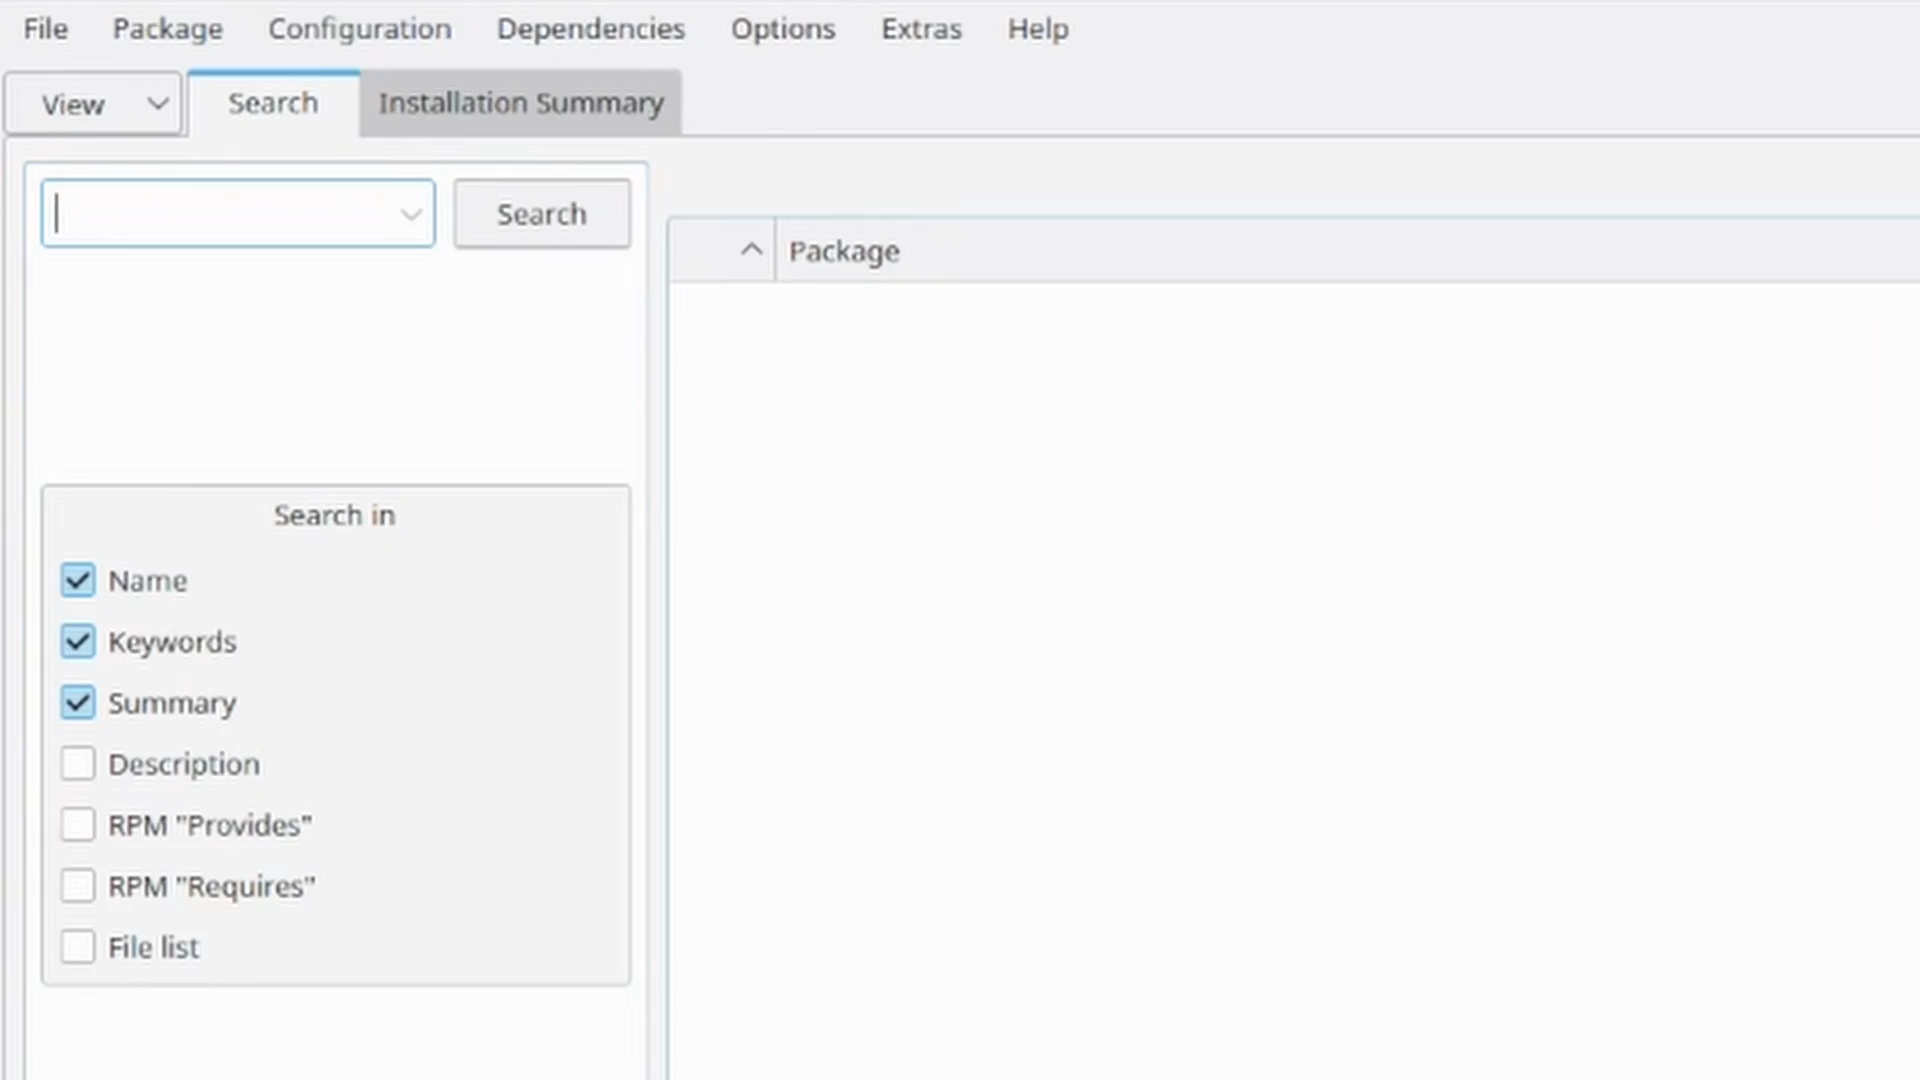 File Package Configuration Dependencies Options Extras Help
View Search Installation Summary
Search
Package
Search in
Name
Keywords
Summary
Description
RPM "Provides"
RPM "Requires"
File list